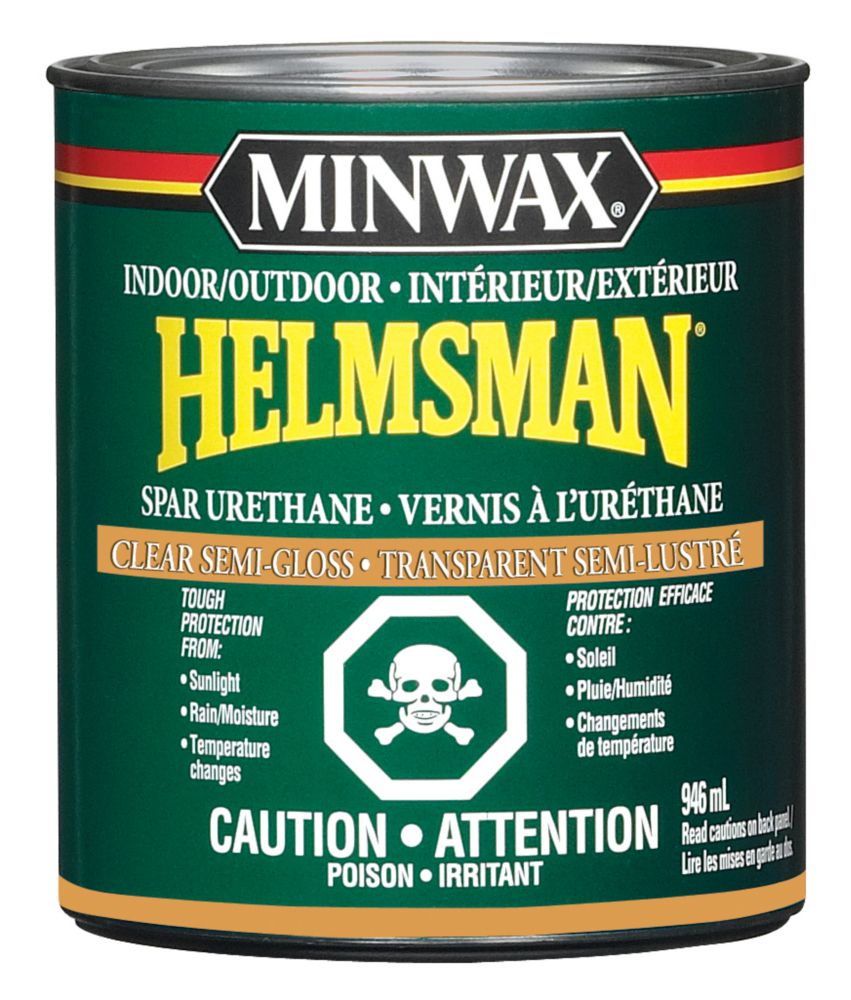 MINWAX®
INDOOR/OUTDOOR • INTÉRIEUR/EXTÉRIEUR
HELMSMAN®
SPAR URETHANE • VERNIS À L'URÉTHANE
CLEAR SEMI-GLOSS • TRANSPARENT SEMI-LUSTRÉ
TOUGH
PROTECTION
FROM:
• Sunlight
• Rain/Moisture
• Temperature
changes
PROTECTION EFFICACE
CONTRE :
• Soleil
• Pluie/Humidité
• Changements
de température
CAUTION • ATTENTION
POISON • IRRITANT
946 mL
Read cautions on back panel. /
Lire les mises en garde au dos.